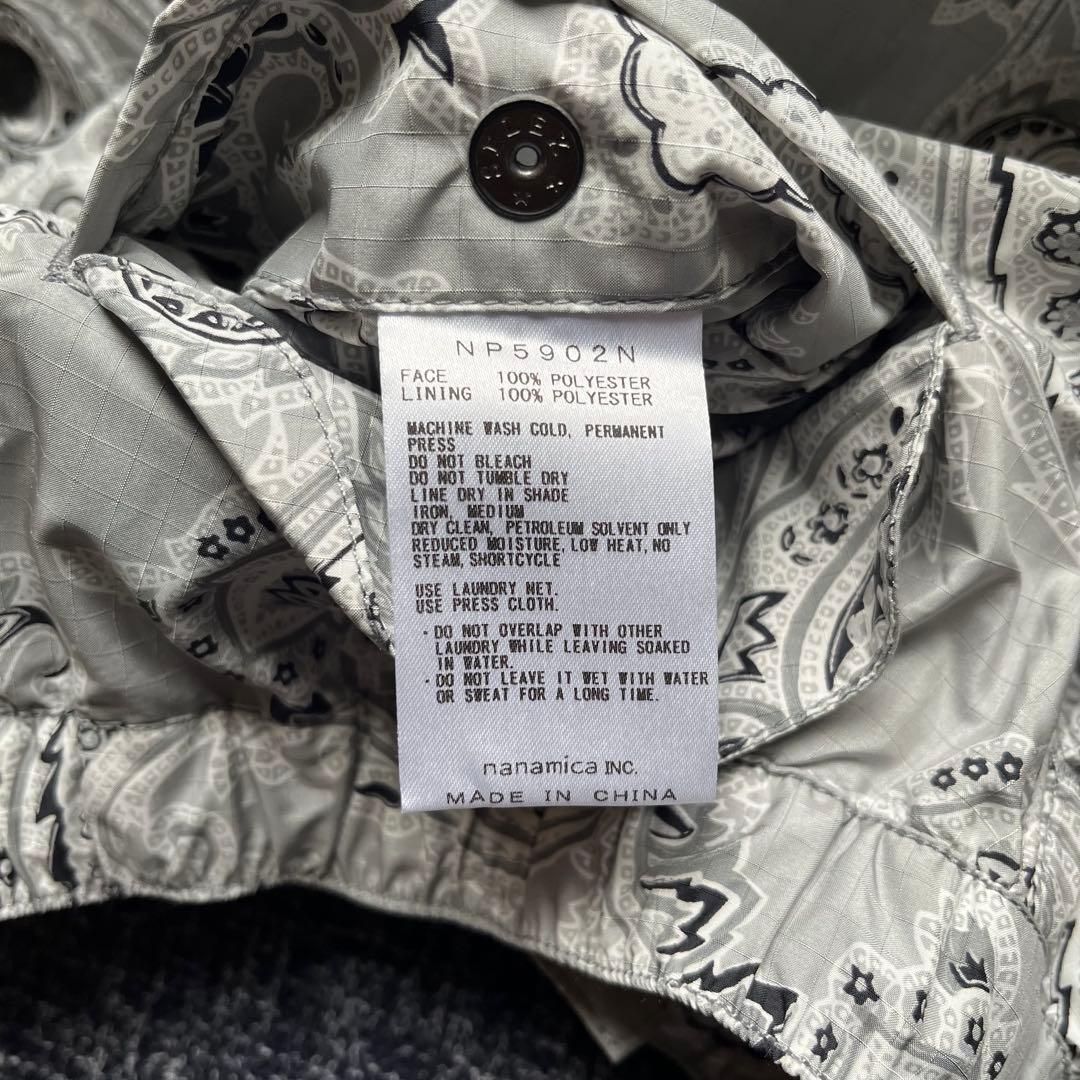 NP5902N
FACE 100% POLYESTER
LINING 100% POLYESTER
MACHINE WASH COLD, PERMANENT
PRESS
DO NOT BLEACH
DO NOT TUMBLE DRY
LINE DRY IN SHADE
IRON, MEDIUM
DRY CLEAN, PETROLEUM SOLVENT ONLY
REDUCED MOISTURE, LOW HEAT, NO
STEAM, SHORTCYCLE
USE LAUNDRY NET.
USE PRESS CLOTH.
・DO NOT OVERLAP WITH OTHER
LAUNDRY WHILE LEAVING SOAKED
IN WATER.
・DO NOT LEAVE IT WET WITH WATER
OR SWEAT FOR A LONG TIME.
nanamica INC.
MADE IN CHINA